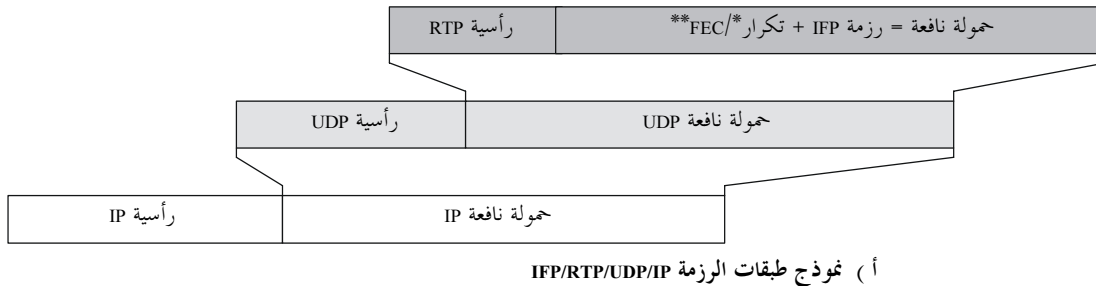 رأسية RTP
حمولة نافعة = رزمة IFP + تكرار*/FEC**
رأسية UDP
حمولة نافعة UDP
رأسية IP
حمولة نافعة IP
أ ) نموذج طبقات الرزمة IFP/RTP/UDP/IP